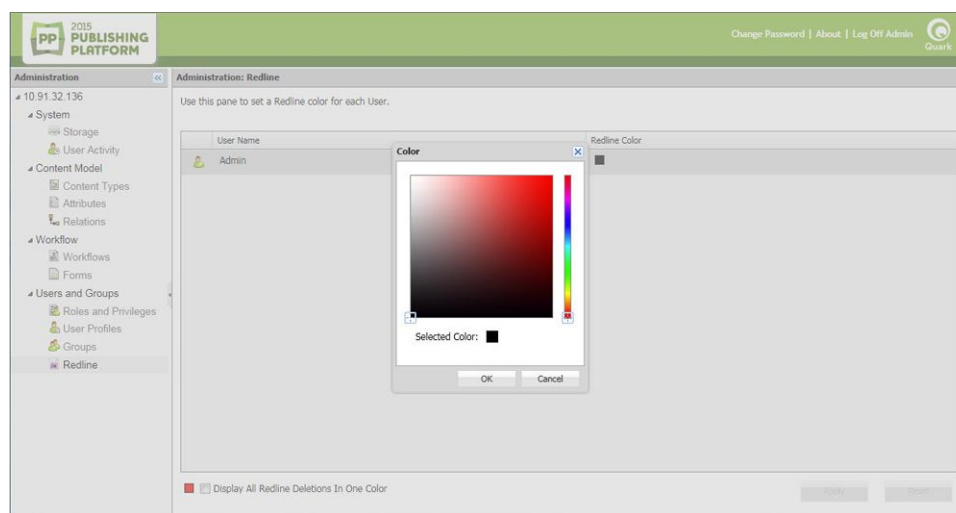 2015
PP PUBLISHING
PLATFORM
Change Password | About | Log Off Admin
Quark
Administration
Administration: Redline
10.91.32.136
Use this pane to set a Redline color for each User.
System
Storage
User Activity
Content Model
Content Types
Attributes
Relations
Workflow
Workflows
Forms
Users and Groups
Roles and Privileges
User Profiles
Groups
Redline
User Name
Redline Color
Admin
Color
Selected Color:
OK
Cancel
Display All Redline Deletions In One Color
Apply
Reset